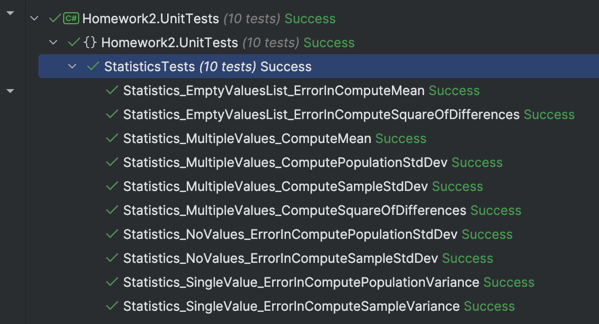 C# Homework2.UnitTests (10 tests) Success
{} Homework2.UnitTests (10 tests) Success
StatisticsTests (10 tests) Success
Statistics_EmptyValuesList_ErrorInComputeMean Success
Statistics_EmptyValuesList_ErrorInComputeSquareOfDifferences Success
Statistics_MultipleValues_ComputeMean Success
Statistics_MultipleValues_ComputePopulationStdDev Success
Statistics_MultipleValues_ComputeSampleStdDev Success
Statistics_MultipleValues_ComputeSquareOfDifferences Success
Statistics_NoValues_ErrorInComputePopulationStdDev Success
Statistics_NoValues_ErrorInComputeSampleStdDev Success
Statistics_SingleValue_ErrorInComputePopulationVariance Success
Statistics_SingleValue_ErrorInComputeSampleVariance Success